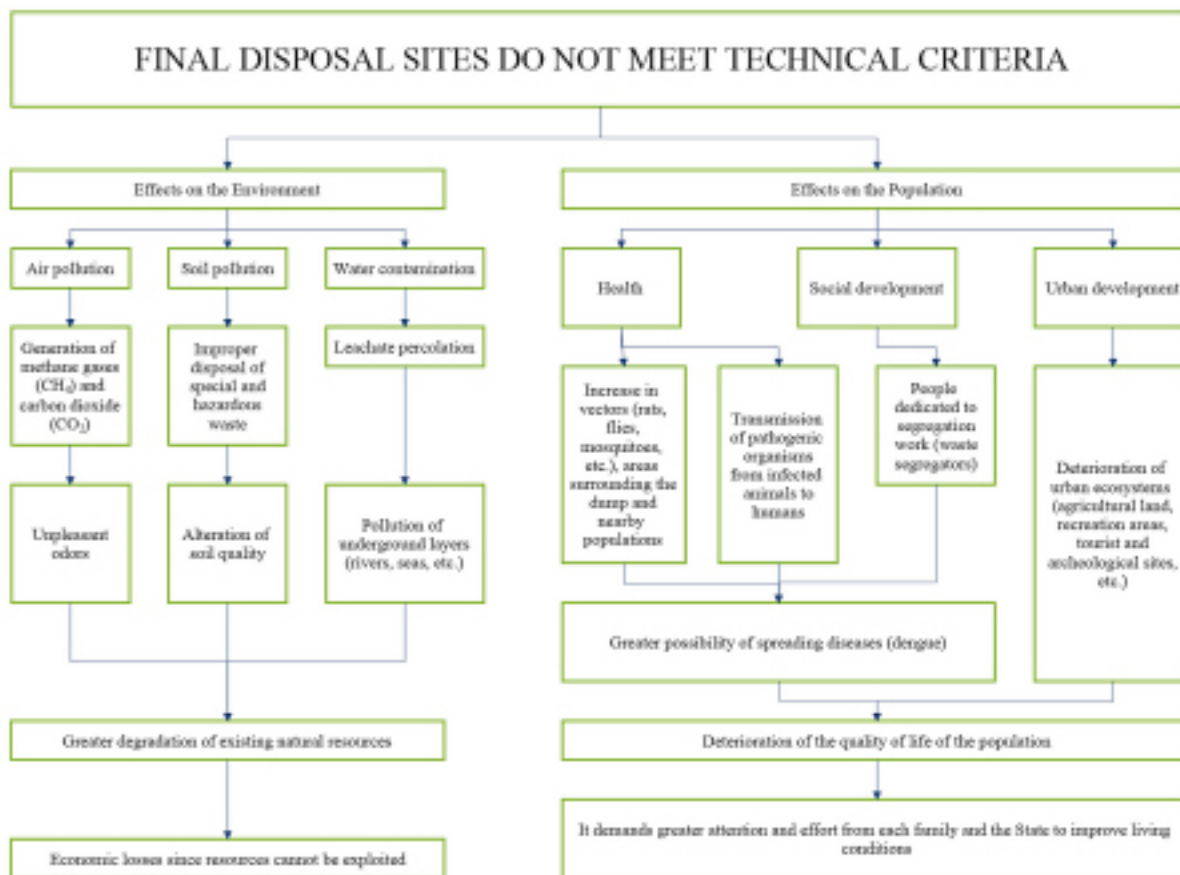 FINAL DISPOSAL SITES DO NOT MEET TECHNICAL CRITERIA
Effects on the Environment
Effects on the Population
Air pollution
Soil pollution
Water contamination
Health
Social development
Urban development
Generation of
methane gases
(CH₄) and
carbon dioxide
(CO₂)
Improper
disposal of
special and
hazardous
waste
Leachate percolation
Increase in
vectors (rats,
flies,
mosquitoes,
etc.), areas
surrounding the
dump and
nearby
populations
Transmission
of pathogenic
organisms
from infected
animals to
humans
People
dedicated to
segregation
work (waste
segregators)
Deterioration of
urban ecosystems
(agricultural land,
recreation areas,
tourist and
archeological sites,
etc.)
Unpleasant
odors
Alteration of
soil quality
Pollution of
underground layers
(rivers, seas, etc.)
Greater possibility of spreading diseases (dengue)
Greater degradation of existing natural resources
Deterioration of the quality of life of the population
Economic losses since resources cannot be exploited
It demands greater attention and effort from each family and the State to improve living
conditions